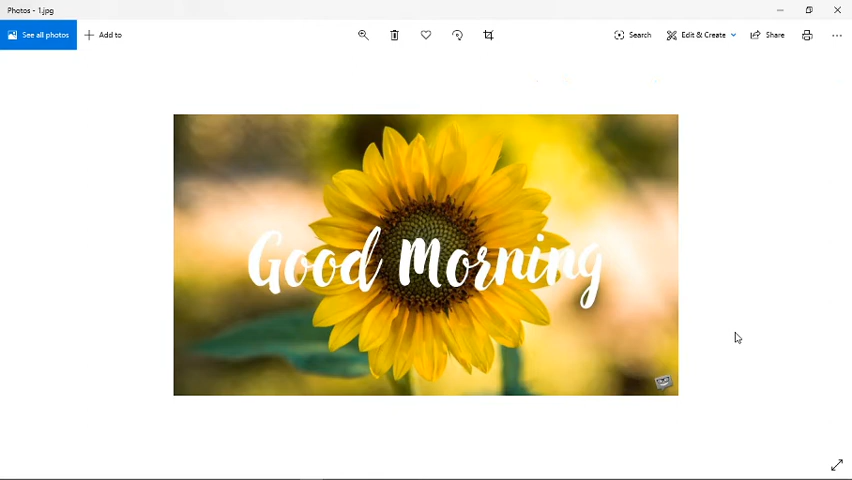 Photos - 1.jpg
See all photos
Add to
Search
Edit & Create
Share
Good Morning